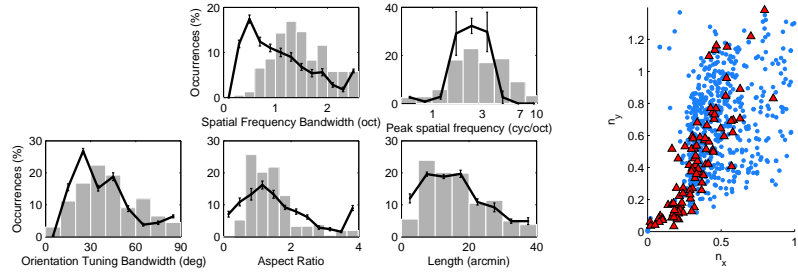 20
10
0
Occurrences (%)
0 1 2
Spatial Frequency Bandwidth (oct)
40
20
0
1 3 7 10
Peak spatial frequency (cyc/oct)
30
20
10
0
Occurrences (%)
0 30 60 90
Orientation Tuning Bandwidth (deg)
30
20
10
0
0 2 4
Aspect Ratio
30
20
10
0
0 20 40
Length (arcmin)
1.2
1
0.8
0.6
0.4
0.2
0
n_y
0 0.5 1
n_x